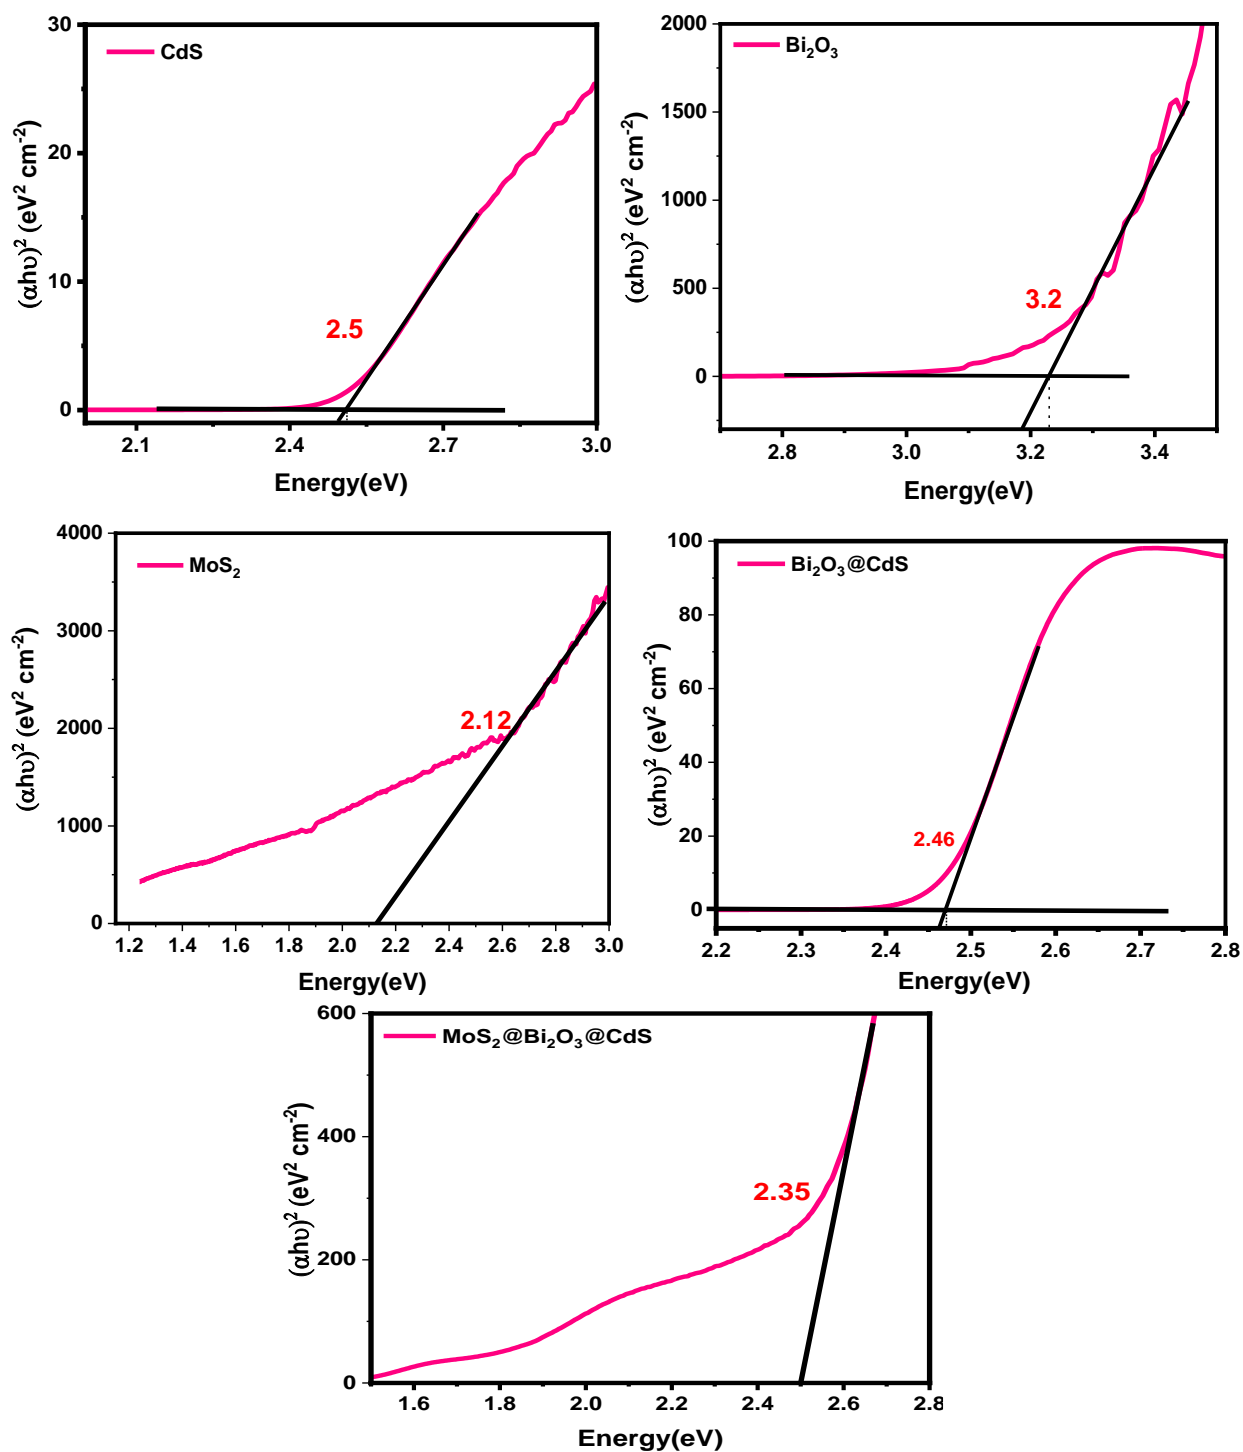 CdS
(αhυ)² (eV² cm⁻²)
30
20
10
0
2.5
2.1 2.4 2.7 3.0
Energy(eV)
Bi₂O₃
(αhυ)² (eV² cm⁻²)
2000
1500
1000
500
0
3.2
2.8 3.0 3.2 3.4
Energy(eV)
MoS₂
(αhυ)² (eV² cm⁻²)
4000
3000
2000
1000
0
2.12
1.2 1.4 1.6 1.8 2.0 2.2 2.4 2.6 2.8 3.0
Energy(eV)
Bi₂O₃@CdS
(αhυ)² (eV² cm⁻²)
100
80
60
40
20
0
2.46
2.2 2.3 2.4 2.5 2.6 2.7 2.8
Energy(eV)
MoS₂@Bi₂O₃@CdS
(αhυ)² (eV² cm⁻²)
600
400
200
0
2.35
1.6 1.8 2.0 2.2 2.4 2.6 2.8
Energy(eV)